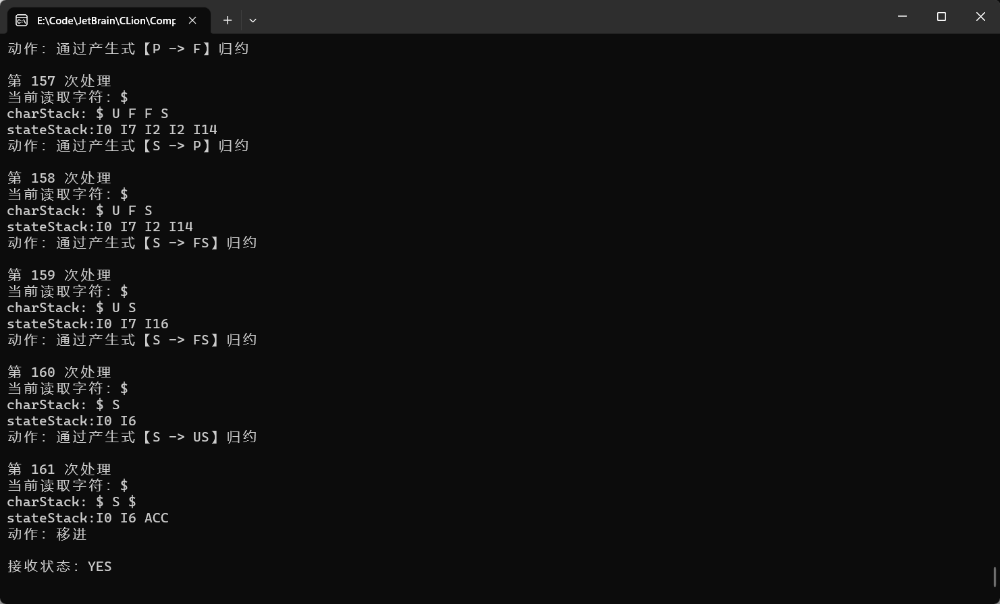 E:\Code\JetBrain\CLion\Comp
动作: 通过产生式【P -> F】归约
第 157 次处理
当前读取字符: $
charStack: $ U F F S
stateStack:I0 I7 I2 I2 I14
动作: 通过产生式【S -> P】归约
第 158 次处理
当前读取字符: $
charStack: $ U F S
stateStack:I0 I7 I2 I14
动作: 通过产生式【S -> FS】归约
第 159 次处理
当前读取字符: $
charStack: $ U S
stateStack:I0 I7 I16
动作: 通过产生式【S -> FS】归约
第 160 次处理
当前读取字符: $
charStack: $ S
stateStack:I0 I6
动作: 通过产生式【S -> US】归约
第 161 次处理
当前读取字符: $
charStack: $ S $
stateStack:I0 I6 ACC
动作: 移进
接收状态: YES